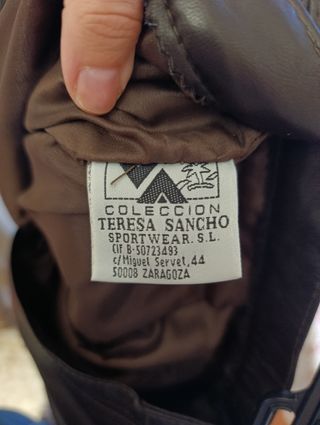 COLECCION
TERESA SANCHO
SPORTWEAR. S.L.
CIF B-50723493
c/Miguel Servet, 44
50008 ZARAGOZA